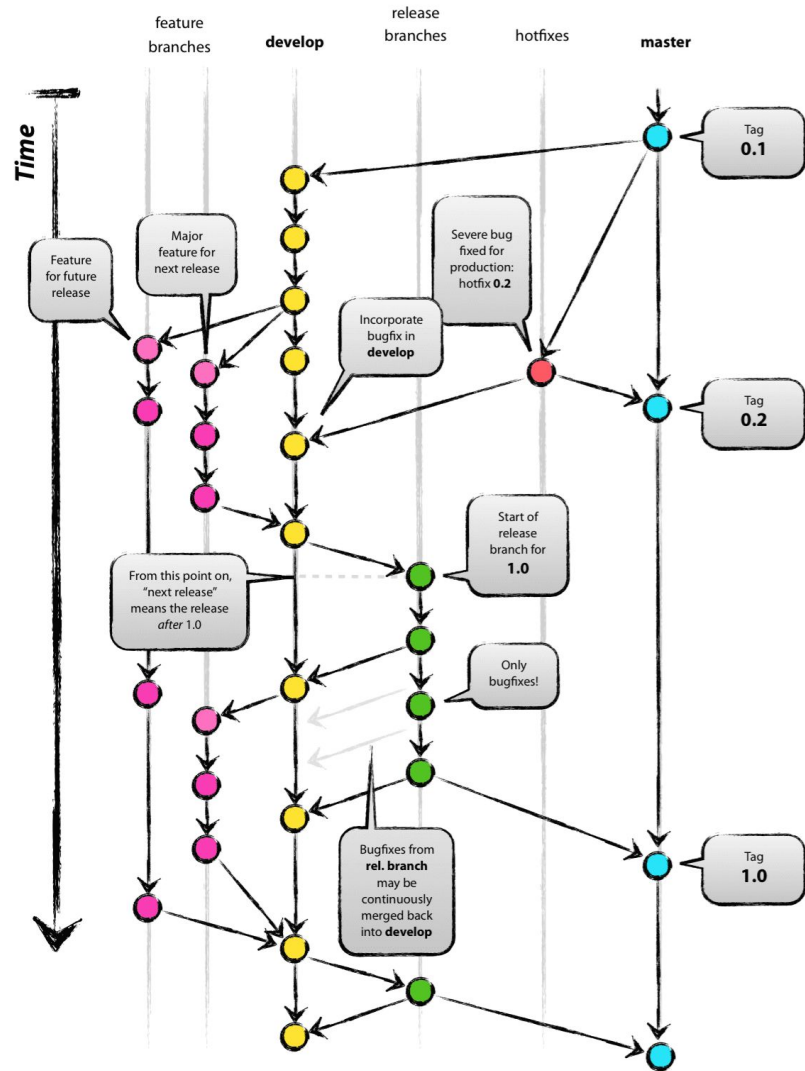 feature
branches
develop
release
branches
hotfixes
master
Time
Tag
0.1
Feature
for future
release
Major
feature for
next release
Severe bug
fixed for
production:
hotfix 0.2
Incorporate
bugfix in
develop
Tag
0.2
Start of
release
branch for
1.0
From this point on,
“next release”
means the release
after 1.0
Only
bugfixes!
Bugfixes from
rel. branch
may be
continuously
merged back
into develop
Tag
1.0